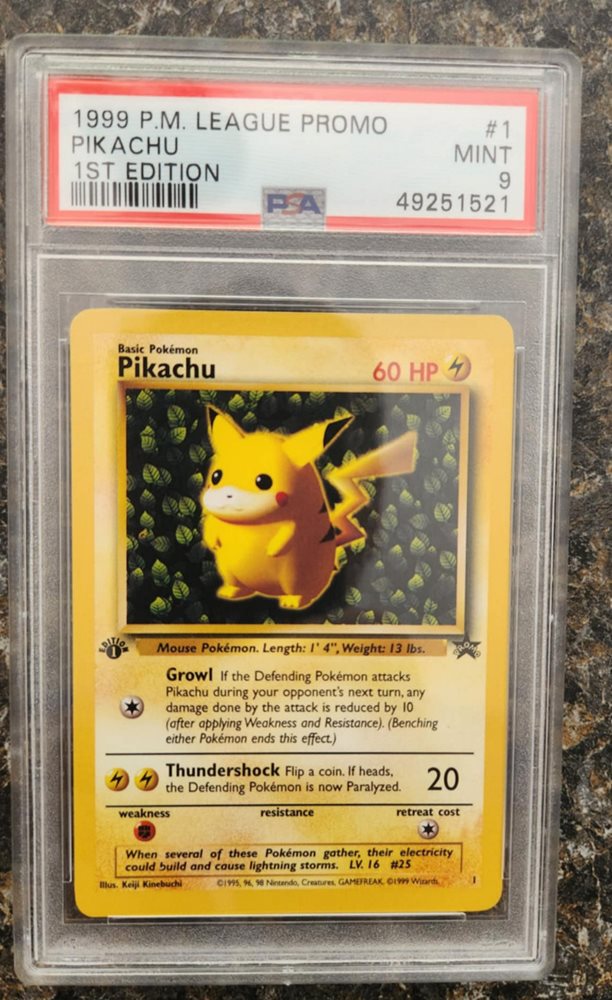 1999 P.M. LEAGUE PROMO #1
PIKACHU MINT
1ST EDITION 9
PSA 49251521
Basic Pokémon
Pikachu 60 HP
EDITION 1
Mouse Pokémon. Length: 1' 4", Weight: 13 lbs.
PROMO
Growl If the Defending Pokémon attacks
Pikachu during your opponent's next turn, any
damage done by the attack is reduced by 10
(after applying Weakness and Resistance). (Benching
either Pokémon ends this effect.)
Thundershock Flip a coin. If heads,
the Defending Pokémon is now Paralyzed. 20
weakness resistance retreat cost
When several of these Pokémon gather, their electricity
could build and cause lightning storms. LV. 16 #25
Illus. Keiji Kinebuchi ©1995, 96, 98 Nintendo, Creatures, GAMEFREAK. ©1999 Wizards. 1